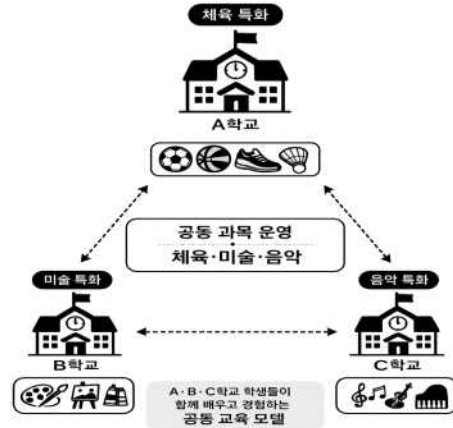 체육 특화
A학교
공동 과목 운영
체육·미술·음악
미술 특화
음악 특화
B학교
C학교
A·B·C학교 학생들이
함께 배우고 경험하는
공동 교육 모델